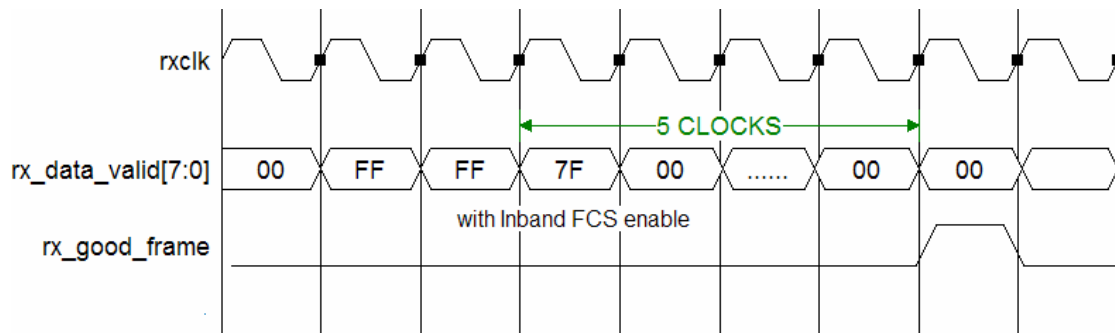 rxclk
5 CLOCKS
rx_data_valid[7:0] 00 FF FF 7F 00 ...... 00 00
with Inband FCS enable
rx_good_frame